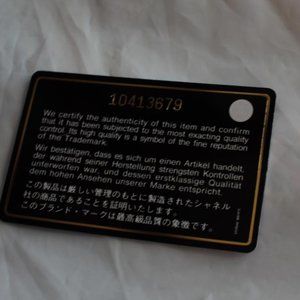 10413679
We certify the authenticity of this item and confirm
that it has been subjected to the most exacting quality
control. Its high quality is a symbol of the fine reputation
of the Trademark.
Wir bestätigen, dass es sich um einen Artikel handelt,
der während seiner Herstellung strengsten Kontrollen
unterworfen war, und dessen erstklassige Qualität
dem hohen Ansehen unserer Marke entspricht.
この製品は厳しい管理のもとに製造されたシャネル
社の商品であることを証明いたします。
このブランド・マークは最高級品質の象徴です。